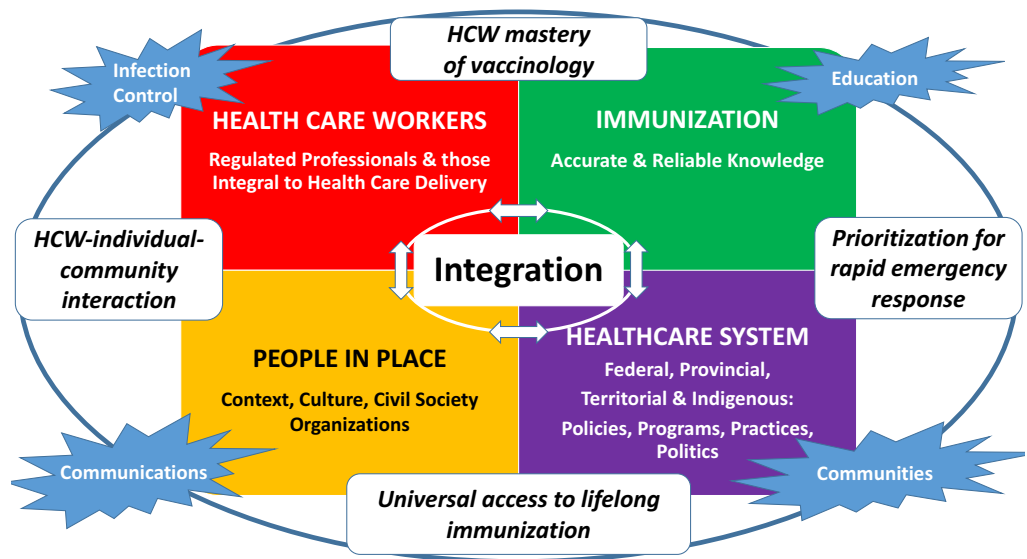 HCW mastery
of vaccinology
Infection
Control
Education
HEALTH CARE WORKERS
Regulated Professionals & those
Integral to Health Care Delivery
IMMUNIZATION
Accurate & Reliable Knowledge
HCW-individual-
community
interaction
Integration
Prioritization for
rapid emergency
response
PEOPLE IN PLACE
Context, Culture, Civil Society
Organizations
HEALTHCARE SYSTEM
Federal, Provincial,
Territorial & Indigenous:
Policies, Programs, Practices,
Politics
Communications
Communities
Universal access to lifelong
immunization